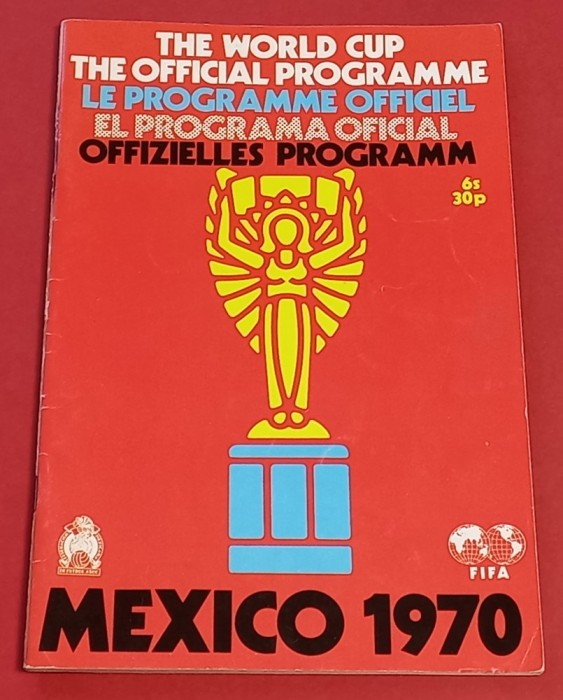 THE WORLD CUP
THE OFFICIAL PROGRAMME
LE PROGRAMME OFFICIEL
EL PROGRAMA OFICIAL
OFFIZIELLES PROGRAMM
6s
30p
FIFA
MEXICO 1970